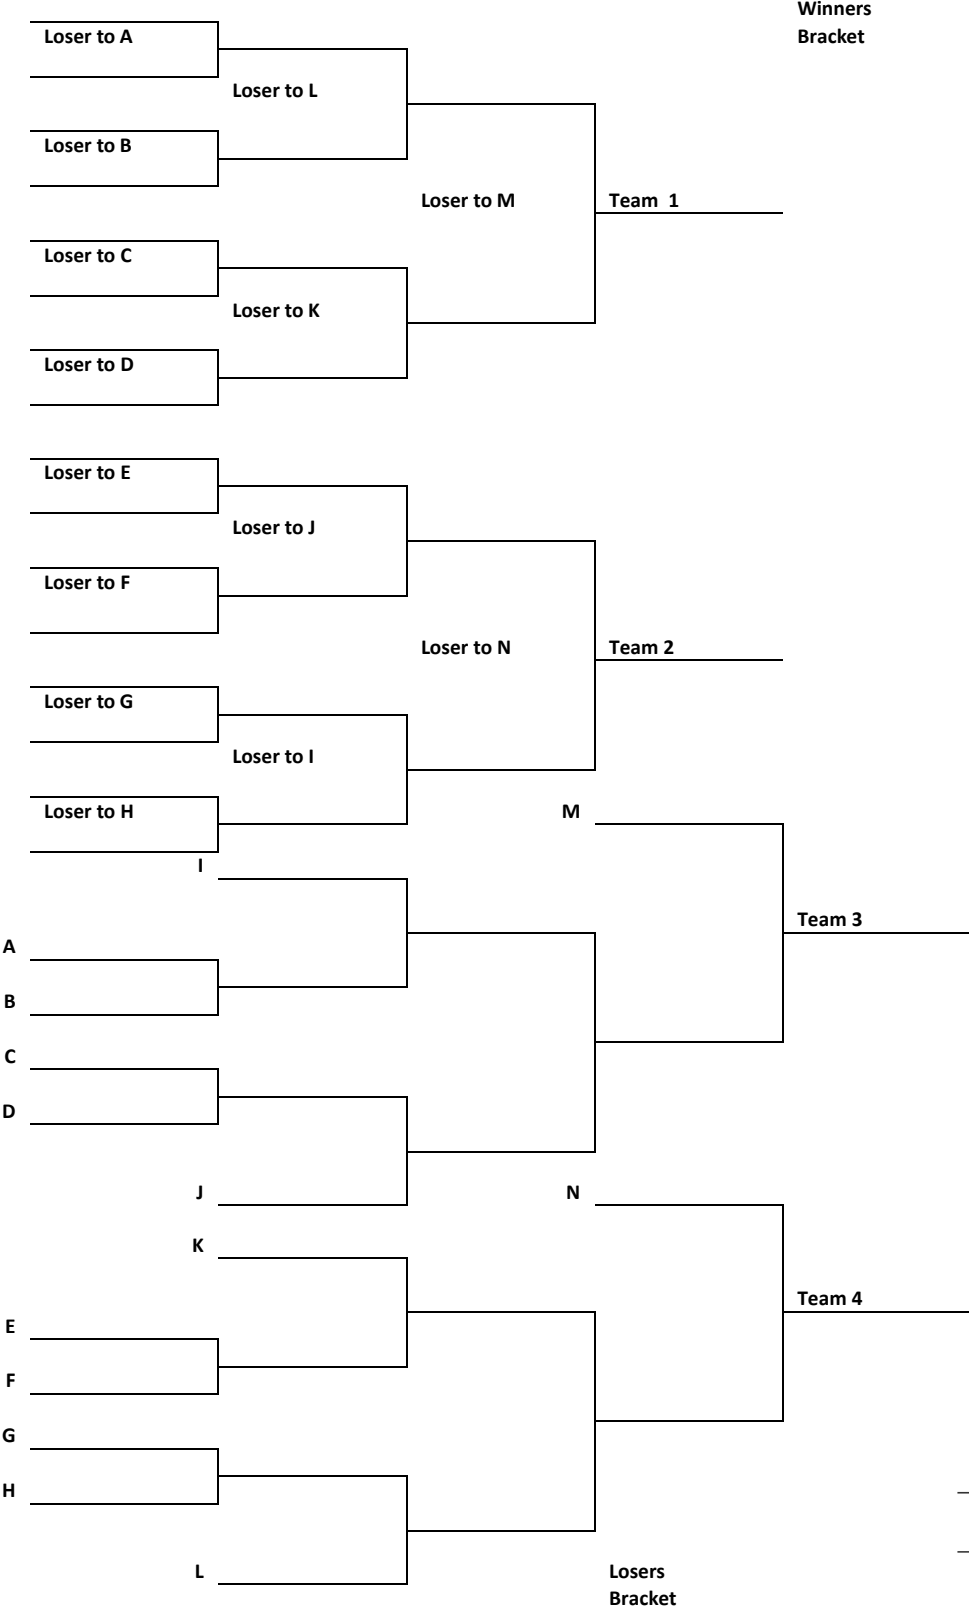 Winners
Bracket
Loser to A
Loser to L
Loser to B
Loser to M
Team  1
Loser to C
Loser to K
Loser to D
Loser to E
Loser to J
Loser to F
Loser to N
Team 2
Loser to G
Loser to I
Loser to H
M
I
Team 3
A
B
C
D
J
N
K
Team 4
E
F
G
H
L
Losers
Bracket